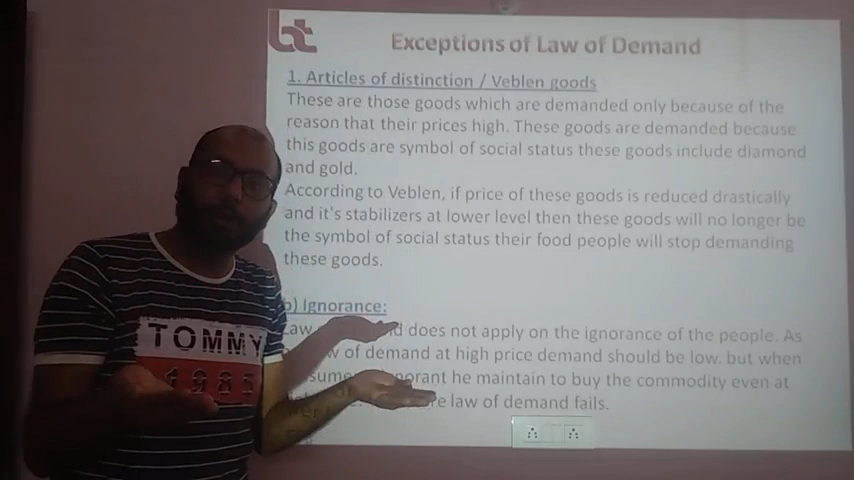 bt
Exceptions of Law of Demand
1. Articles of distinction / Veblen goods
These are those goods which are demanded only because of the
reason that their prices high. These goods are demanded because
this goods are symbol of social status these goods include diamond
and gold.
According to Veblen, if price of these goods is reduced drastically
and it's stabilizers at lower level then these goods will no longer be
the symbol of social status their food people will stop demanding
these goods.
b) Ignorance:
Law does not apply on the ignorance of the people. As
of demand at high price demand should be low. but when
he maintain to buy the commodity even at
law of demand fails.
TOMMY
1985